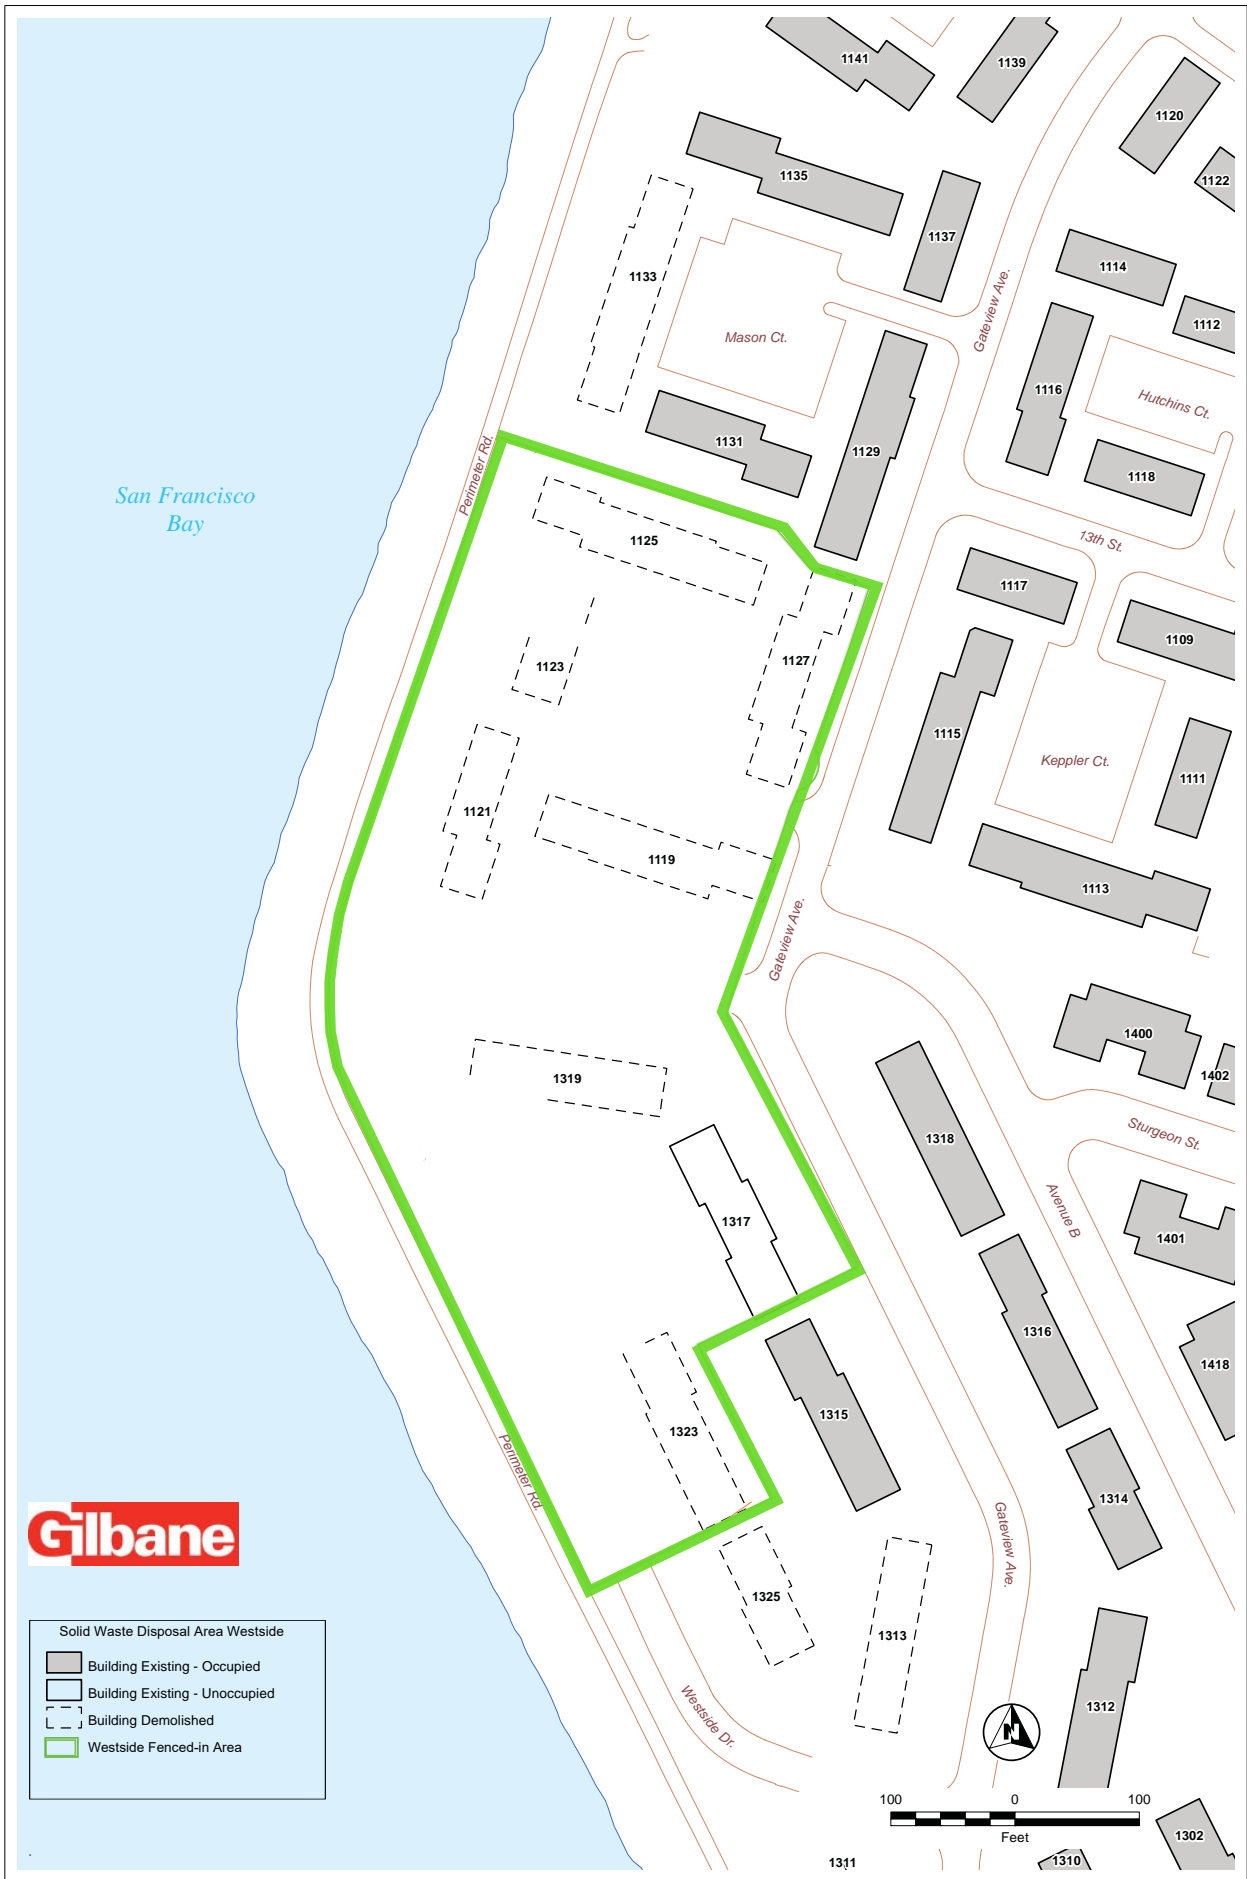 1141
1139
1120
1122
1135
1137
1114
1112
1133
Gateview Ave.
Mason Ct.
1116
Hutchins Ct.
1131
1129
1118
Perimeter Rd.
San Francisco
Bay
1125
13th St.
1117
1109
1123
1127
1115
Keppler Ct.
1111
1121
1119
1113
Gateview Ave.
1400
1402
1319
1318
Sturgeon St.
1317
Avenue B
1401
1316
1418
1315
1323
Perimeter Rd.
1314
Gilbane
Gateview Ave.
1325
1313
Solid Waste Disposal Area Westside
Building Existing - Occupied
Building Existing - Unoccupied
Building Demolished
Westside Fenced-in Area
Westside Dr.
N
1312
100 0 100
Feet
1302
1311
1310